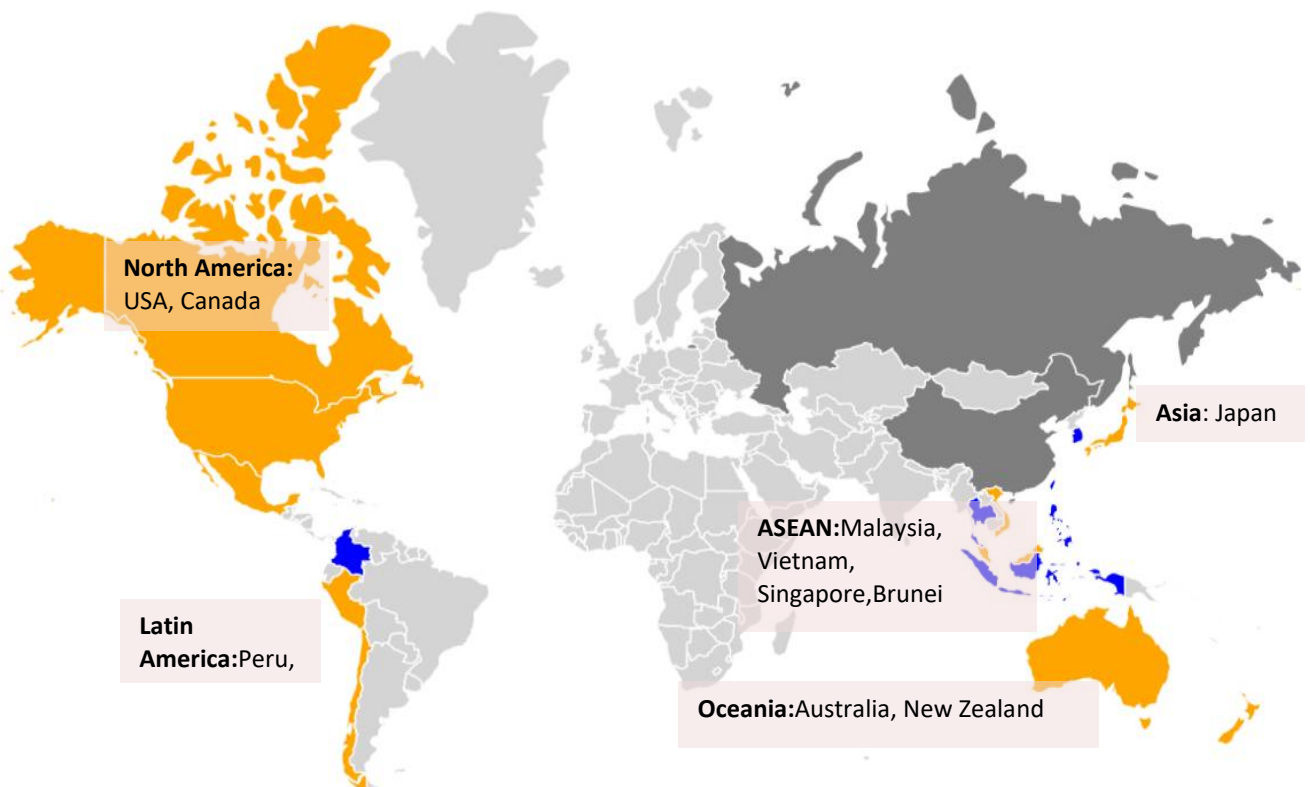 North America:
USA, Canada
Asia: Japan
ASEAN:Malaysia,
Vietnam,
Singapore,Brunei
Latin
America:Peru,
Oceania:Australia, New Zealand